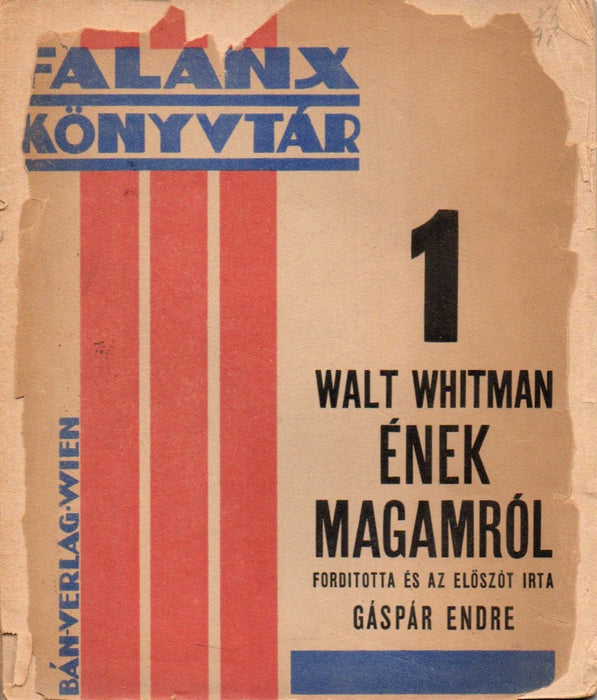 FALANX
KÖNYVTÁR
1
WALT WHITMAN
ÉNEK
MAGAMRÓL
FORDITOTTA ÉS AZ ELŐSZÓT IRTA
GÁSPÁR ENDRE
BÁN-VERLAG·WIEN